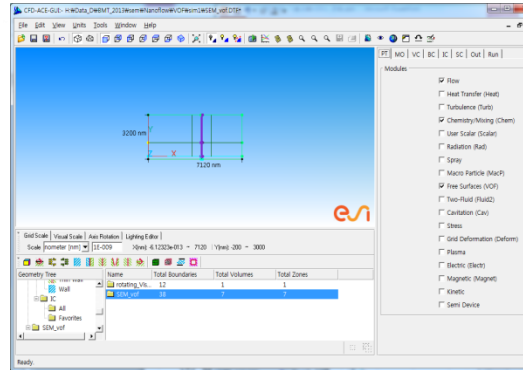 CFD-ACE-GUI - H:\Data_D\BMT_2013\sem\Nanoflow\VOF\sim1\SEM_vof.DTF*
File Edit View Units Tools Window Help
PT MO VC BC IC SC Out Run
Modules
Flow
Heat Transfer (Heat)
Turbulence (Turb)
Chemistry/Mixing (Chem)
User Scalar (Scalar)
Radiation (Rad)
Spray
Macro Particle (MacP)
Free Surfaces (VOF)
Two-Fluid (Fluid2)
Cavitation (Cav)
Stress
Grid Deformation (Deform)
Plasma
Electric (Electr)
Magnetic (Magnet)
Kinetic
Semi Device
3200 nm
Y
Z X
7120 nm
esi
Grid Scale Visual Scale Axis Rotation Lighting Editor
Scale nanometer (nm) 1E-009 X(nm) -6.12323e-013 ~ 7120 Y(nm) -200 ~ 3000
Geometry Tree Name Total Boundaries Total Volumes Total Zones
Wall rotating_Vis... 12 1 1
IC SEM_vof 38 7 7
All
Favorites
SEM_vof
Ready.